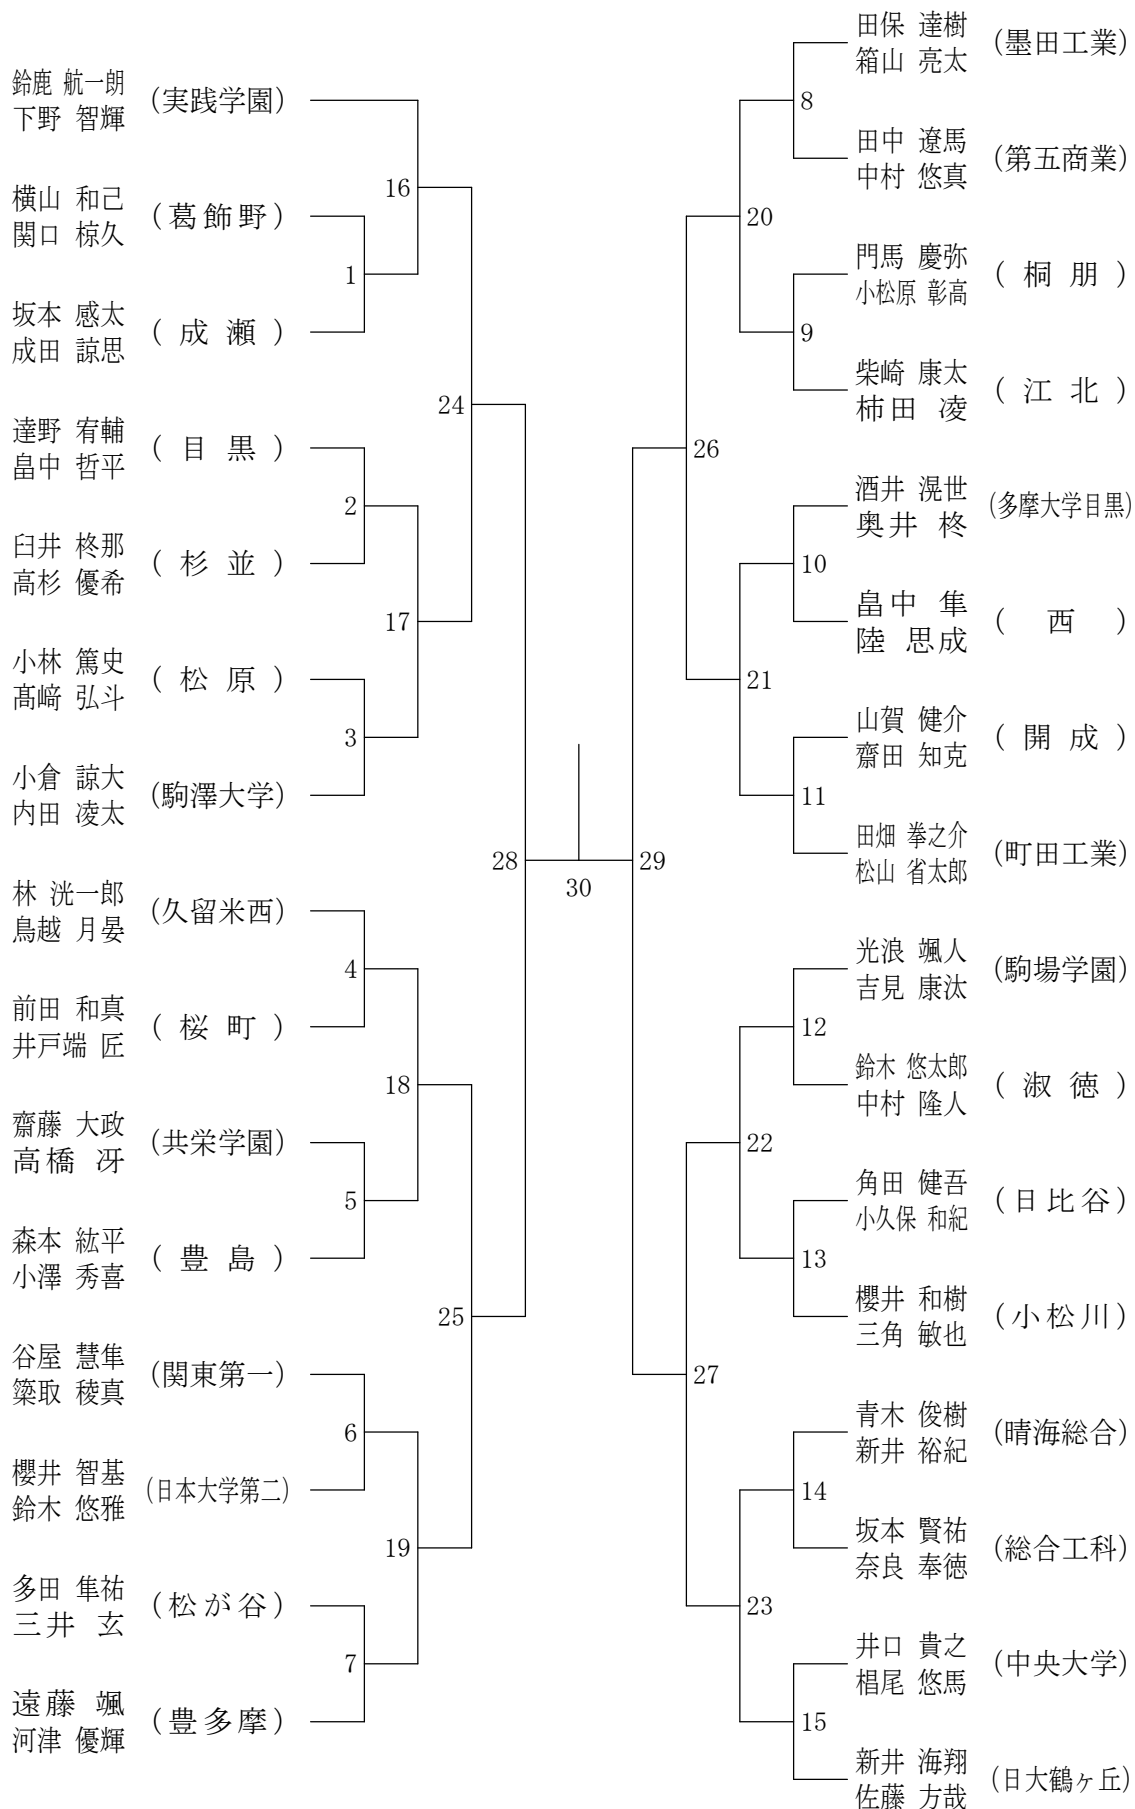 鈴鹿 航一朗
下野 智輝
(実践学園)
横山 和己
関口 椋久
(葛飾野)
坂本 感太
成田 諒思
(成瀬)
達野 宥輔
畠中 哲平
(目黒)
臼井 柊那
高杉 優希
(杉並)
小林 篤史
髙﨑 弘斗
(松原)
小倉 諒大
内田 凌太
(駒澤大学)
林 洸一郎
鳥越 月晏
(久留米西)
前田 和真
井戸端 匠
(桜町)
齋藤 大政
高橋 冴
(共栄学園)
森本 紘平
小澤 秀喜
(豊島)
谷屋 慧隼
簗取 稜真
(関東第一)
櫻井 智基
鈴木 悠雅
(日本大学第二)
多田 隼祐
三井 玄
(松が谷)
遠藤 颯
河津 優輝
(豊多摩)
1
2
3
4
5
6
7
16
17
18
19
24
25
28
30
29
26
27
20
21
22
23
8
9
10
11
12
13
14
15
田保 達樹
箱山 亮太
(墨田工業)
田中 遼馬
中村 悠真
(第五商業)
門馬 慶弥
小松原 彰高
(桐朋)
柴崎 康太
柿田 凌
(江北)
酒井 滉世
奥井 柊
(多摩大学目黒)
畠中 隼
陸 思成
(西)
山賀 健介
齋田 知克
(開成)
田畑 拳之介
松山 省太郎
(町田工業)
光浪 颯人
吉見 康汰
(駒場学園)
鈴木 悠太郎
中村 隆人
(淑徳)
角田 健吾
小久保 和紀
(日比谷)
櫻井 和樹
三角 敏也
(小松川)
青木 俊樹
新井 裕紀
(晴海総合)
坂本 賢祐
奈良 奉徳
(総合工科)
井口 貴之
椙尾 悠馬
(中央大学)
新井 海翔
佐藤 方哉
(日大鶴ヶ丘)